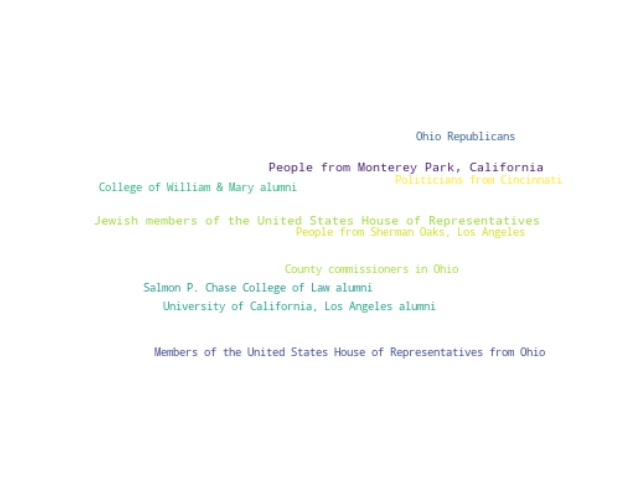 Ohio Republicans
People from Monterey Park, California
Politicians from Cincinnati
College of William & Mary alumni
Jewish members of the United States House of Representatives
People from Sherman Oaks, Los Angeles
County commissioners in Ohio
Salmon P. Chase College of Law alumni
University of California, Los Angeles alumni
Members of the United States House of Representatives from Ohio